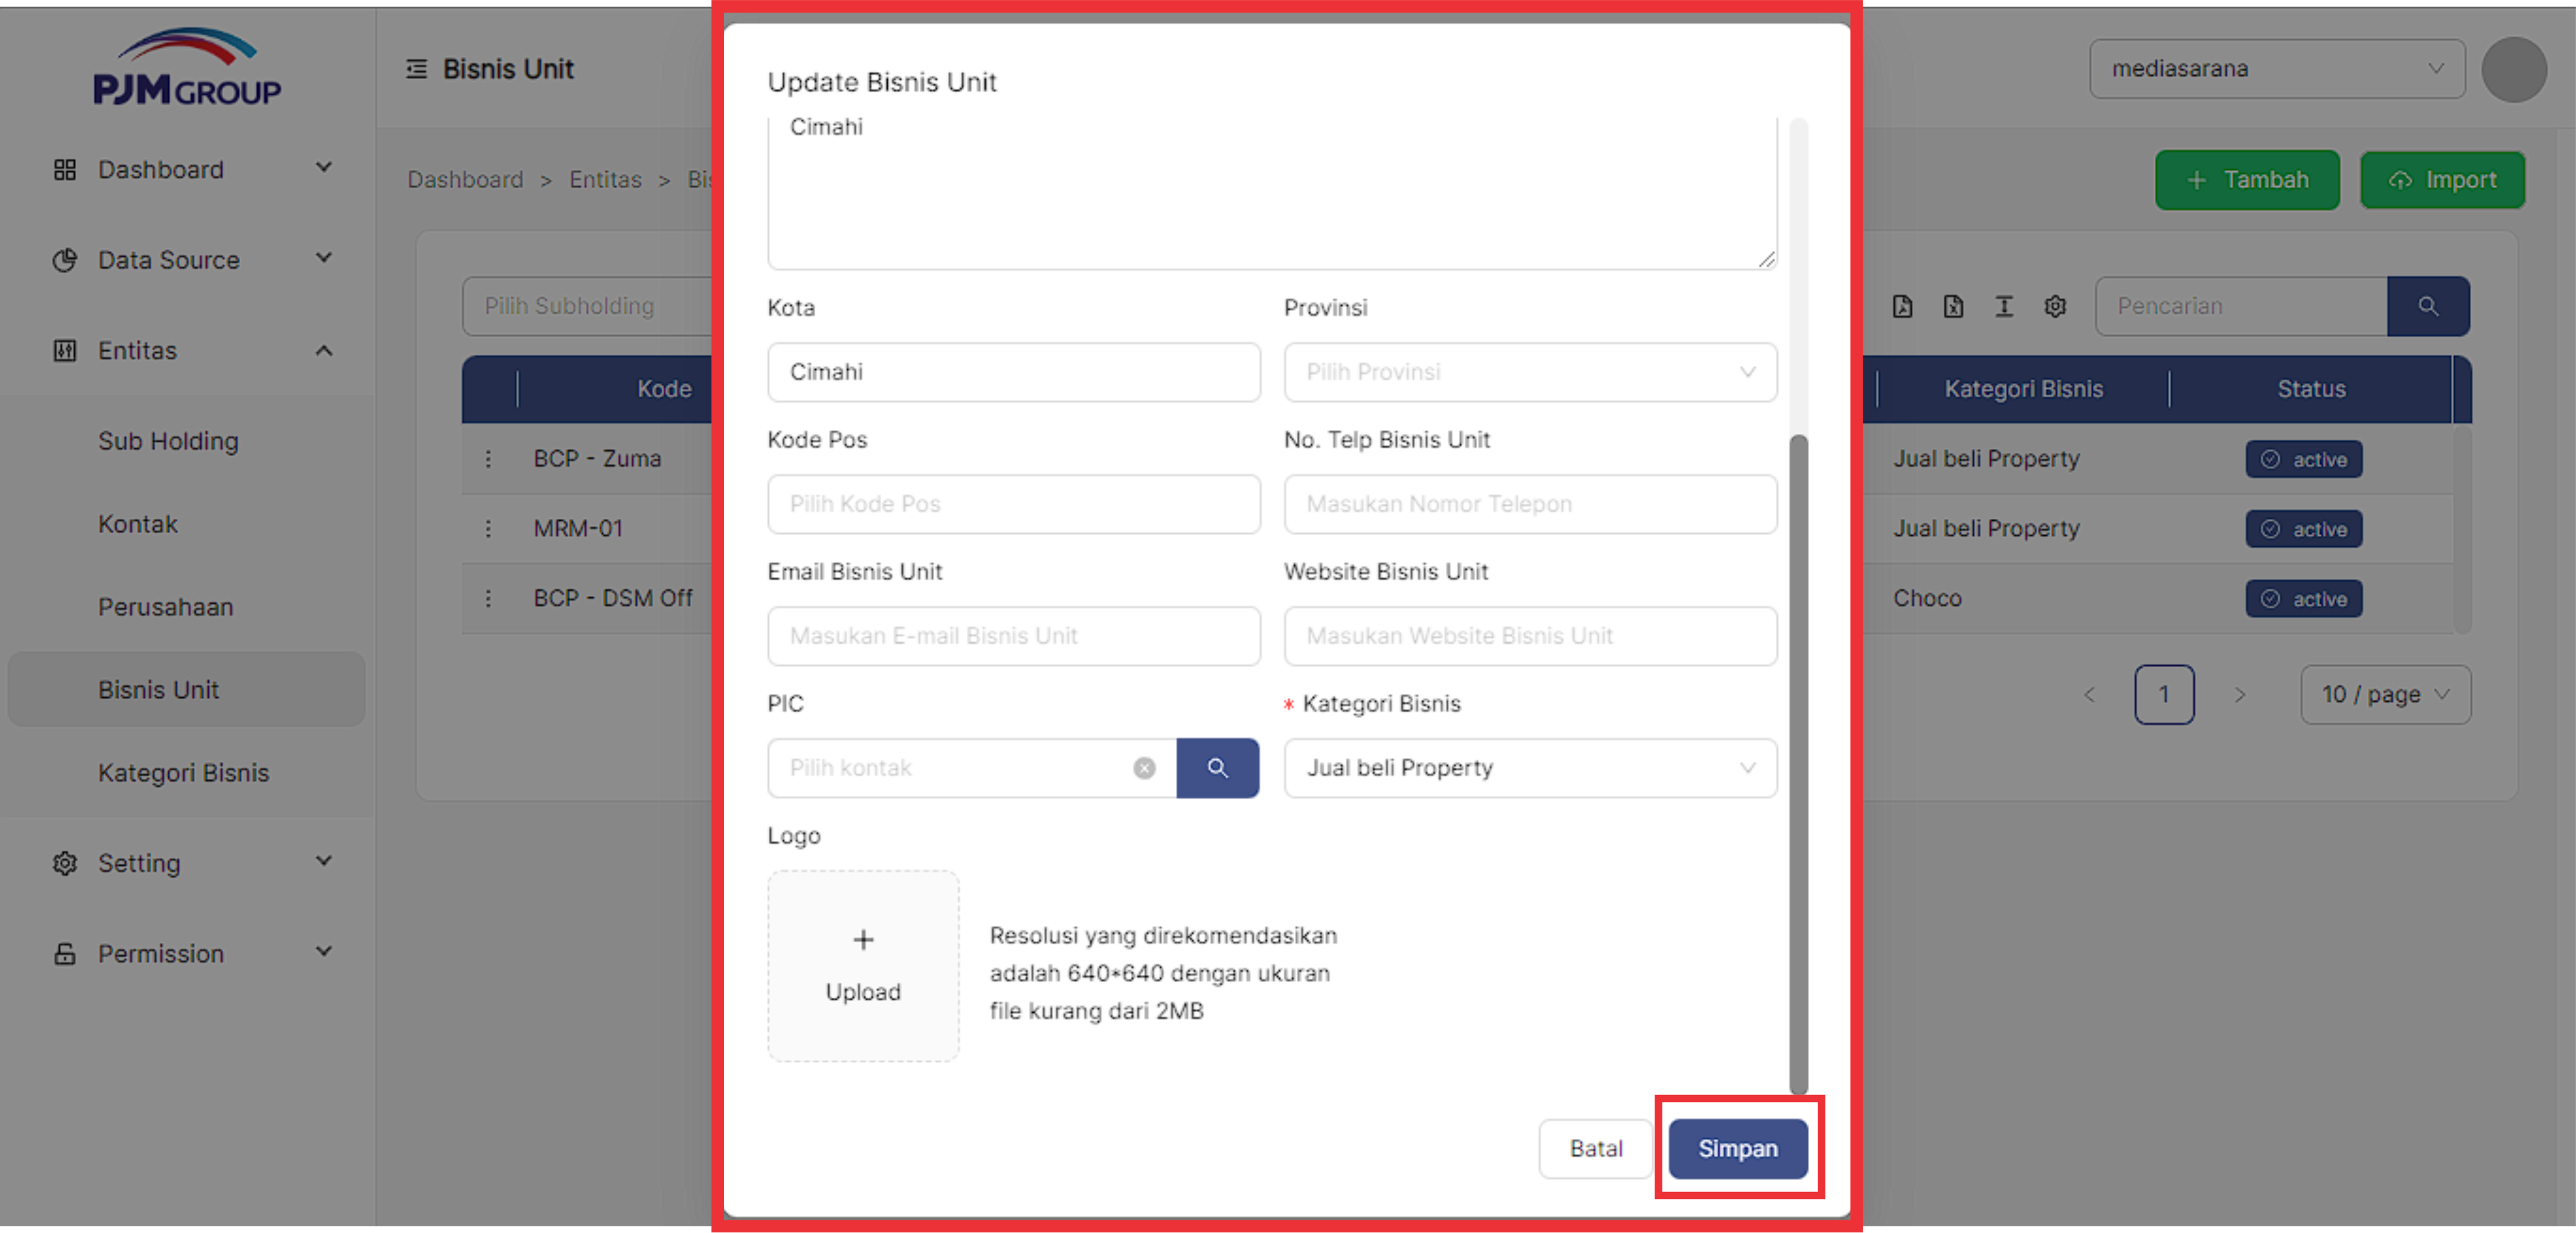 PJM GROUP
Dashboard
Data Source
Entitas
Sub Holding
Kontak
Perusahaan
Bisnis Unit
Kategori Bisnis
Setting
Permission
Bisnis Unit
mediasarana
Dashboard > Entitas >
+ Tambah
Import
Pilih Subholding
Pencarian
Kode
Kategori Bisnis
Status
BCP - Zuma
Jual beli Property
active
MRM-01
Jual beli Property
active
BCP - DSM Off
Choco
active
< 1 >
10 / page
Update Bisnis Unit
Cimahi
Kota
Provinsi
Cimahi
Pilih Provinsi
Kode Pos
No. Telp Bisnis Unit
Pilih Kode Pos
Masukan Nomor Telepon
Email Bisnis Unit
Website Bisnis Unit
Masukan E-mail Bisnis Unit
Masukan Website Bisnis Unit
PIC
* Kategori Bisnis
Pilih kontak
Jual beli Property
Logo
+
Upload
Resolusi yang direkomendasikan
adalah 640*640 dengan ukuran
file kurang dari 2MB
Batal
Simpan